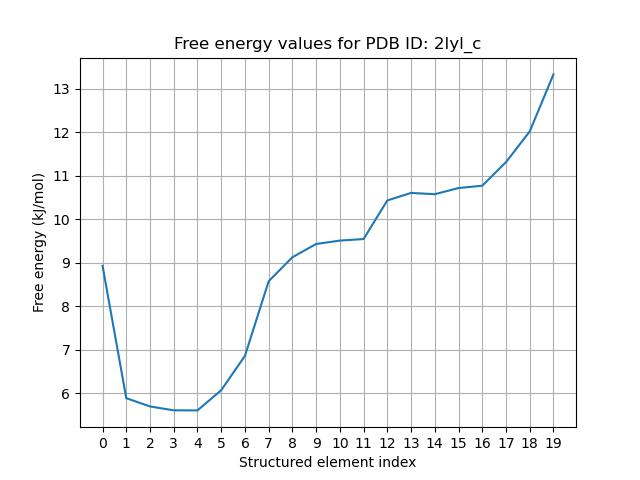 Free energy values for PDB ID: 2lyl_c
Free energy (kJ/mol)
13
12
11
10
9
8
7
6
0 1 2 3 4 5 6 7 8 9 10 11 12 13 14 15 16 17 18 19
Structured element index